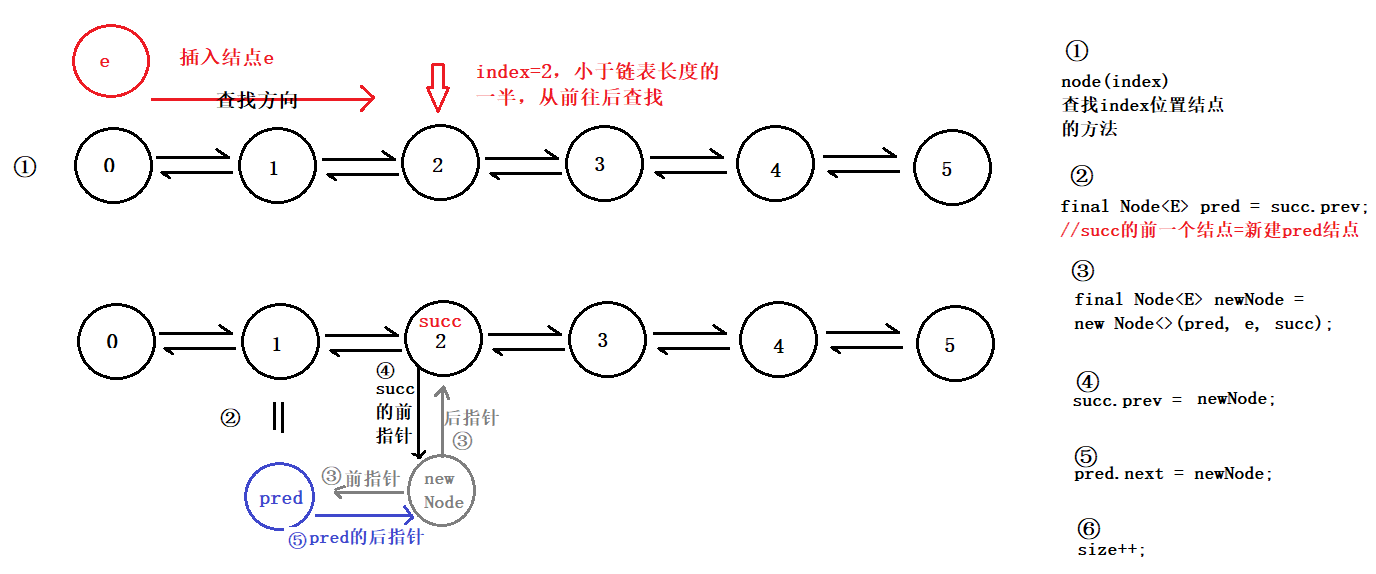 e
插入结点e
查找方向
index=2，小于链表长度的
一半，从前往后查找
①
0
1
2
3
4
5
succ
0
1
2
3
4
5
②
④
succ
的前
指针
后指针
③
③前指针
new
Node
pred
⑤pred的后指针
①
node(index)
查找index位置结点
的方法
②
final Node<E> pred = succ.prev;
//succ的前一个结点=新建pred结点
③
final Node<E> newNode =
new Node<>(pred, e, succ);
④
succ.prev = newNode;
⑤
pred.next = newNode;
⑥
size++;